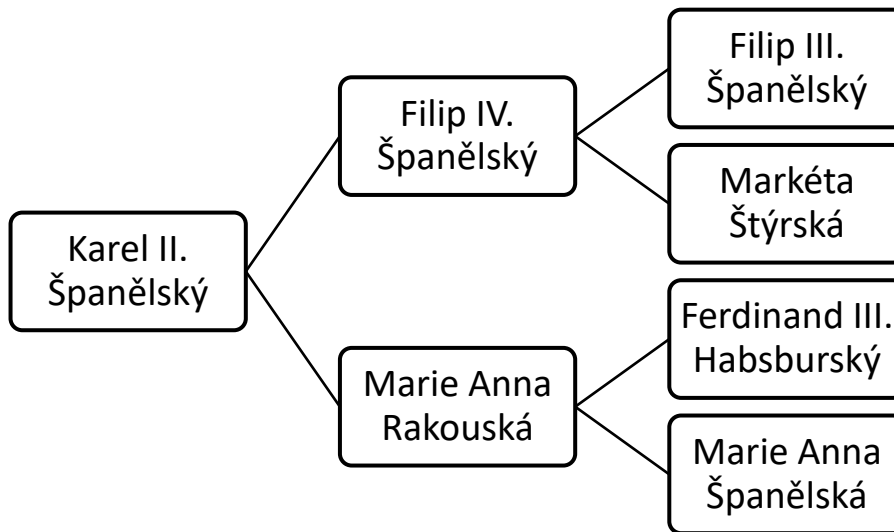 Karel II.
Španělský
Filip IV.
Španělský
Marie Anna
Rakouská
Filip III.
Španělský
Markéta
Štýrská
Ferdinand III.
Habsburský
Marie Anna
Španělská